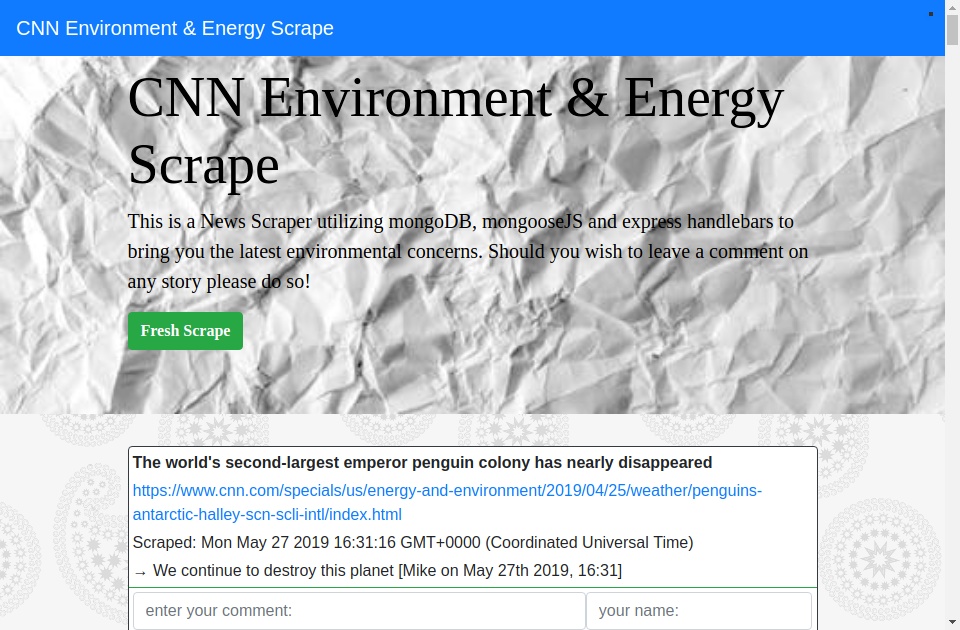 CNN Environment & Energy Scrape
CNN Environment & Energy
Scrape
This is a News Scraper utilizing mongoDB, mongooseJS and express handlebars to
bring you the latest environmental concerns. Should you wish to leave a comment on
any story please do so!
Fresh Scrape
The world's second-largest emperor penguin colony has nearly disappeared
https://www.cnn.com/specials/us/energy-and-environment/2019/04/25/weather/penguins-
antarctic-halley-scn-scli-intl/index.html
Scraped: Mon May 27 2019 16:31:16 GMT+0000 (Coordinated Universal Time)
→ We continue to destroy this planet [Mike on May 27th 2019, 16:31]
enter your comment:
your name: